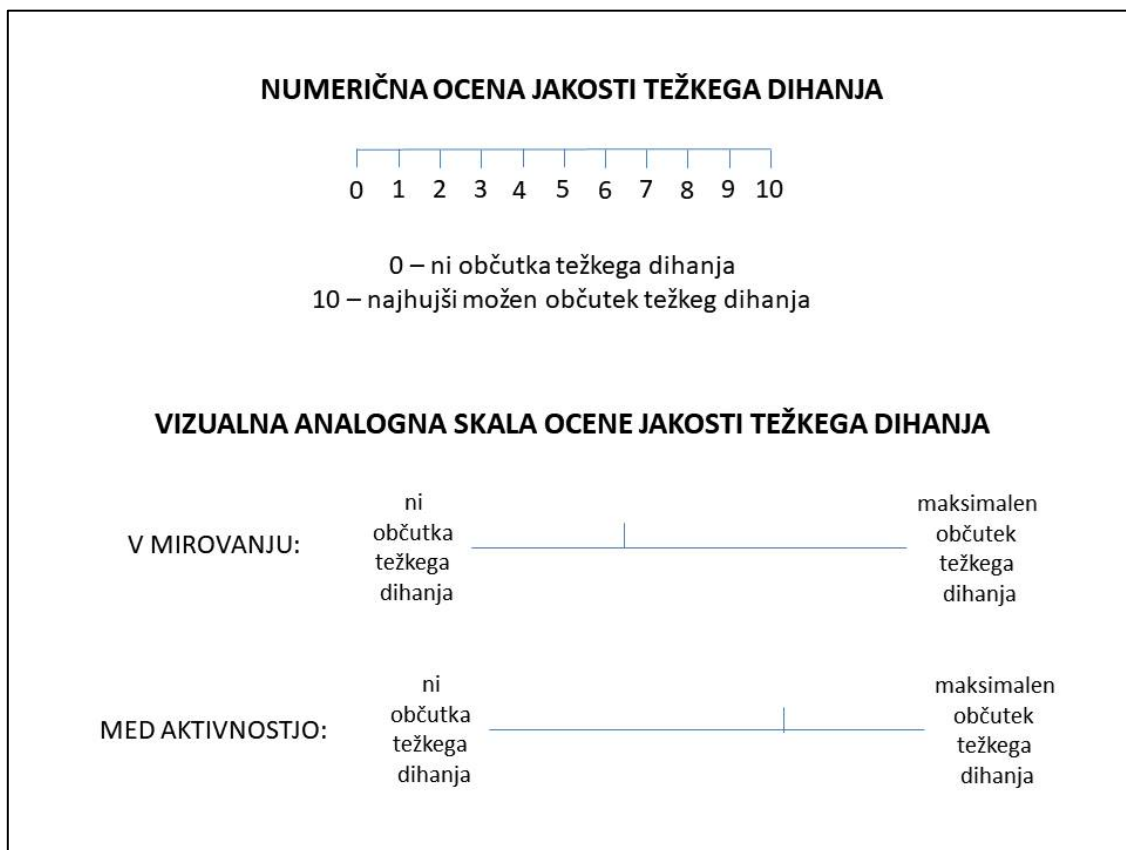 NUMERIČNA OCENA JAKOSTI TEŽKEGA DIHANJA
0 1 2 3 4 5 6 7 8 9 10
0 – ni občutka težkega dihanja
10 – najhujši možen občutek težkeg dihanja
VIZUALNA ANALOGNA SKALA OCENE JAKOSTI TEŽKEGA DIHANJA
V MIROVANJU:
ni
občutka
težkega
dihanja
maksimalen
občutek
težkega
dihanja
MED AKTIVNOSTJO:
ni
občutka
težkega
dihanja
maksimalen
občutek
težkega
dihanja